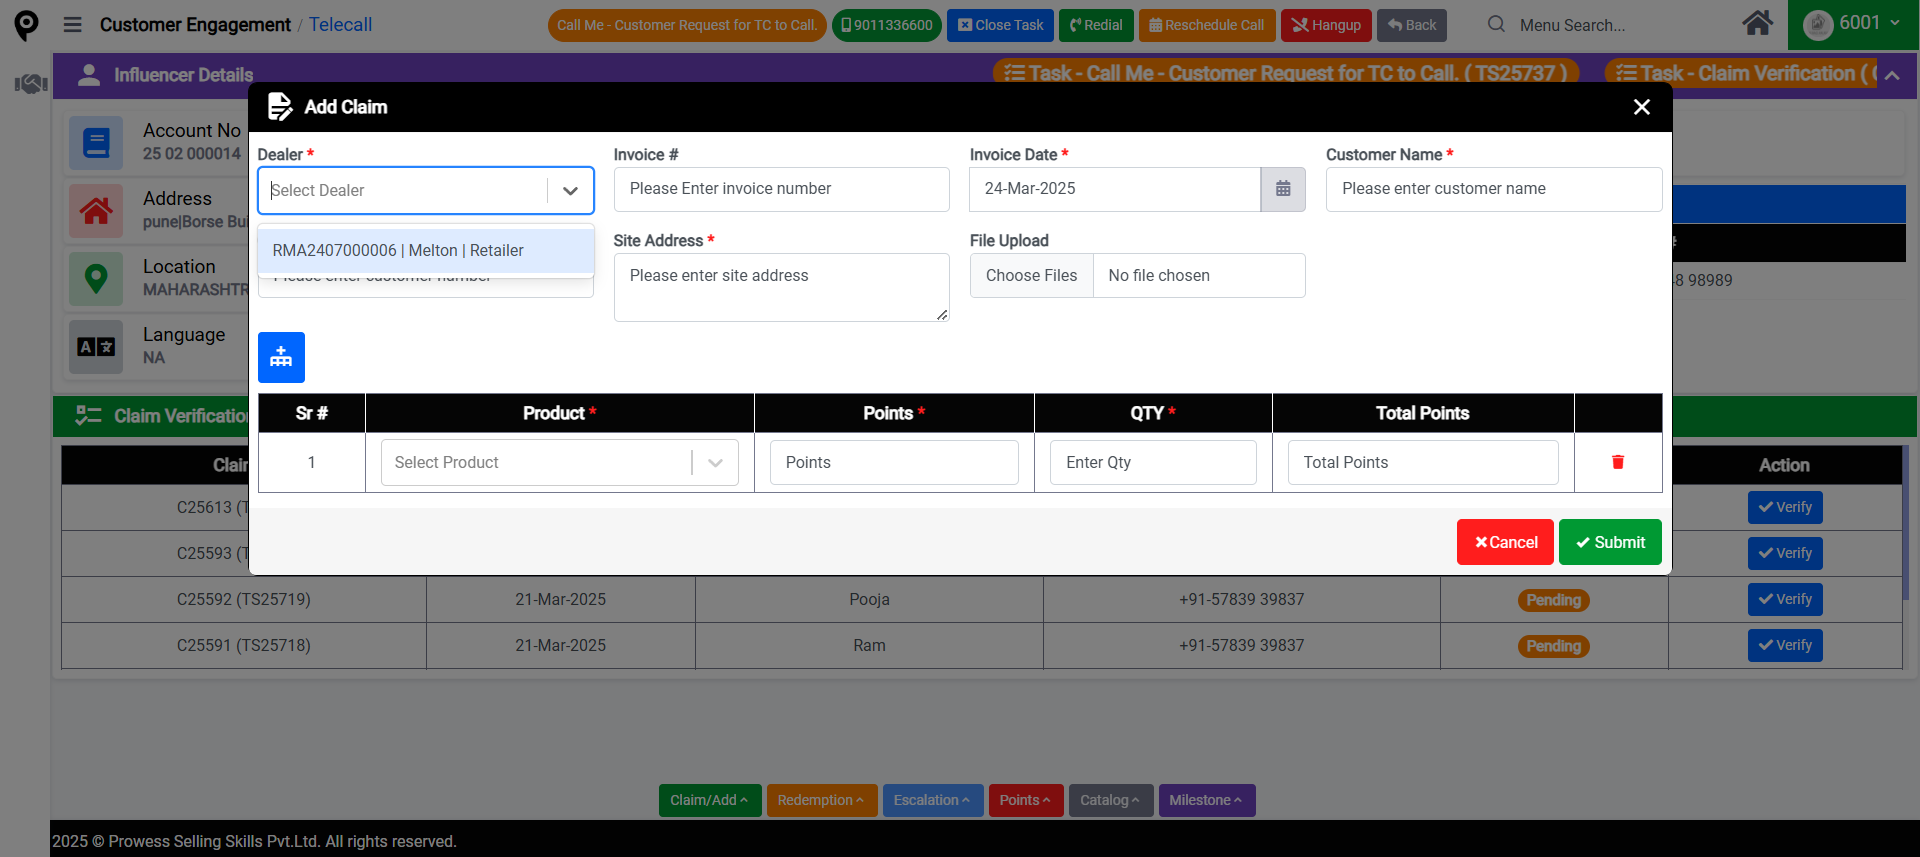 Customer Engagement / Telecall
Call Me - Customer Request for TC to Call.
9011336600
Close Task
Redial
Reschedule Call
Hangup
Back
Menu Search...
6001
Influencer Details
Task - Call Me - Customer Request for TC to Call. ( TS25737 )
Task - Claim Verification (
Add Claim
Account No
25 02 000014
Address
pune|Borse Bui
Location
MAHARASHTR
Language
NA
Dealer *
Select Dealer
RMA2407000006 | Melton | Retailer
Invoice #
Please Enter invoice number
Invoice Date *
24-Mar-2025
Customer Name *
Please enter customer name
Please enter customer number
Site Address *
Please enter site address
File Upload
Choose Files No file chosen
8 98989
Sr # Product * Points * QTY * Total Points
1 Select Product Points Enter Qty Total Points
Cancel
Submit
Claim Verification
Clai Action
C25613 (T Verify
C25593 (T Verify
C25592 (TS25719) 21-Mar-2025 Pooja +91-57839 39837 Pending Verify
C25591 (TS25718) 21-Mar-2025 Ram +91-57839 39837 Pending Verify
Claim/Add
Redemption
Escalation
Points
Catalog
Milestone
2025 © Prowess Selling Skills Pvt.Ltd. All rights reserved.